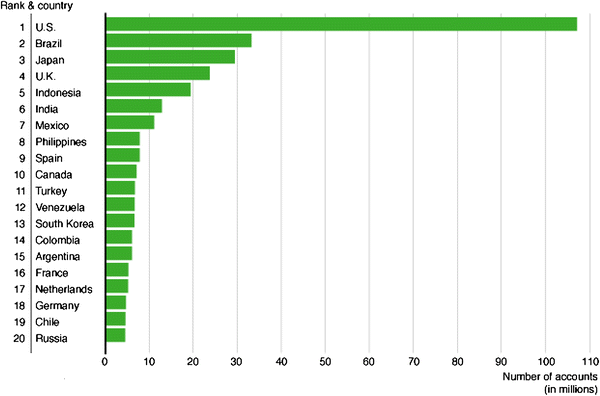 Rank & country
1 U.S.
2 Brazil
3 Japan
4 U.K.
5 Indonesia
6 India
7 Mexico
8 Philippines
9 Spain
10 Canada
11 Turkey
12 Venezuela
13 South Korea
14 Colombia
15 Argentina
16 France
17 Netherlands
18 Germany
19 Chile
20 Russia
0 10 20 30 40 50 60 70 80 90 100 110
Number of accounts
(in millions)